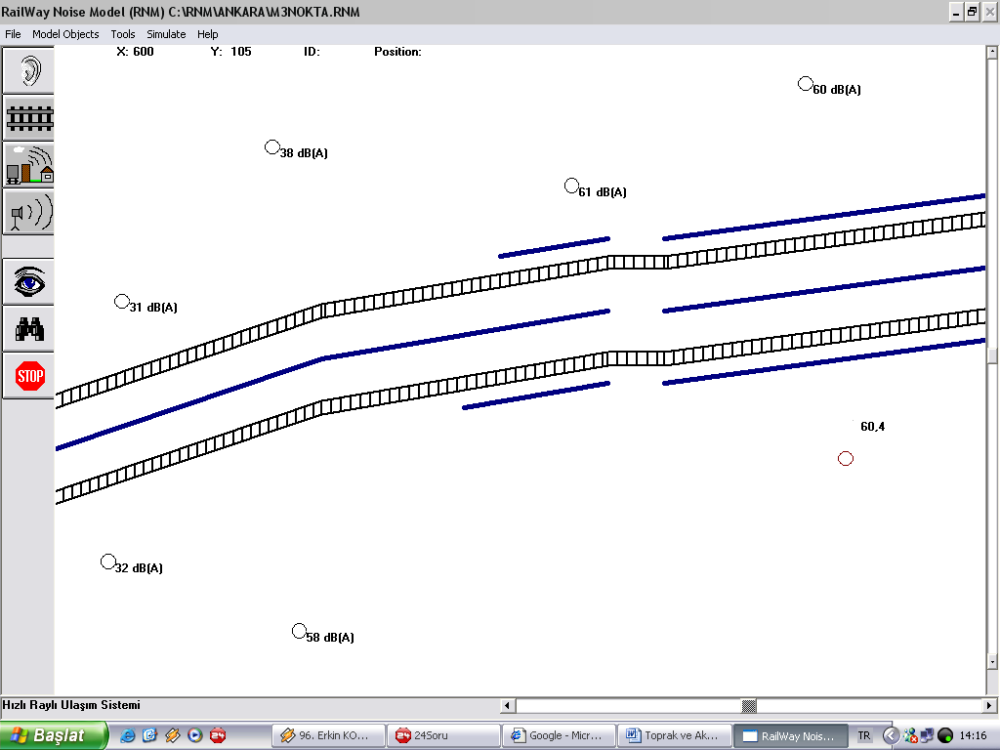 RailWay Noise Model (RNM) C:\RNM\ANKARA\M3NOKTA.RNM
File Model Objects Tools Simulate Help
X: 600 Y: 105 ID: Position:
60 dB(A)
38 dB(A)
61 dB(A)
31 dB(A)
STOP
60,4
32 dB(A)
58 dB(A)
Hızlı Raylı Ulaşım Sistemi
Başlat 96. Erkin KO... 24Soru Google - Micr... Toprak ve Ak... RailWay Nois... TR 14:16